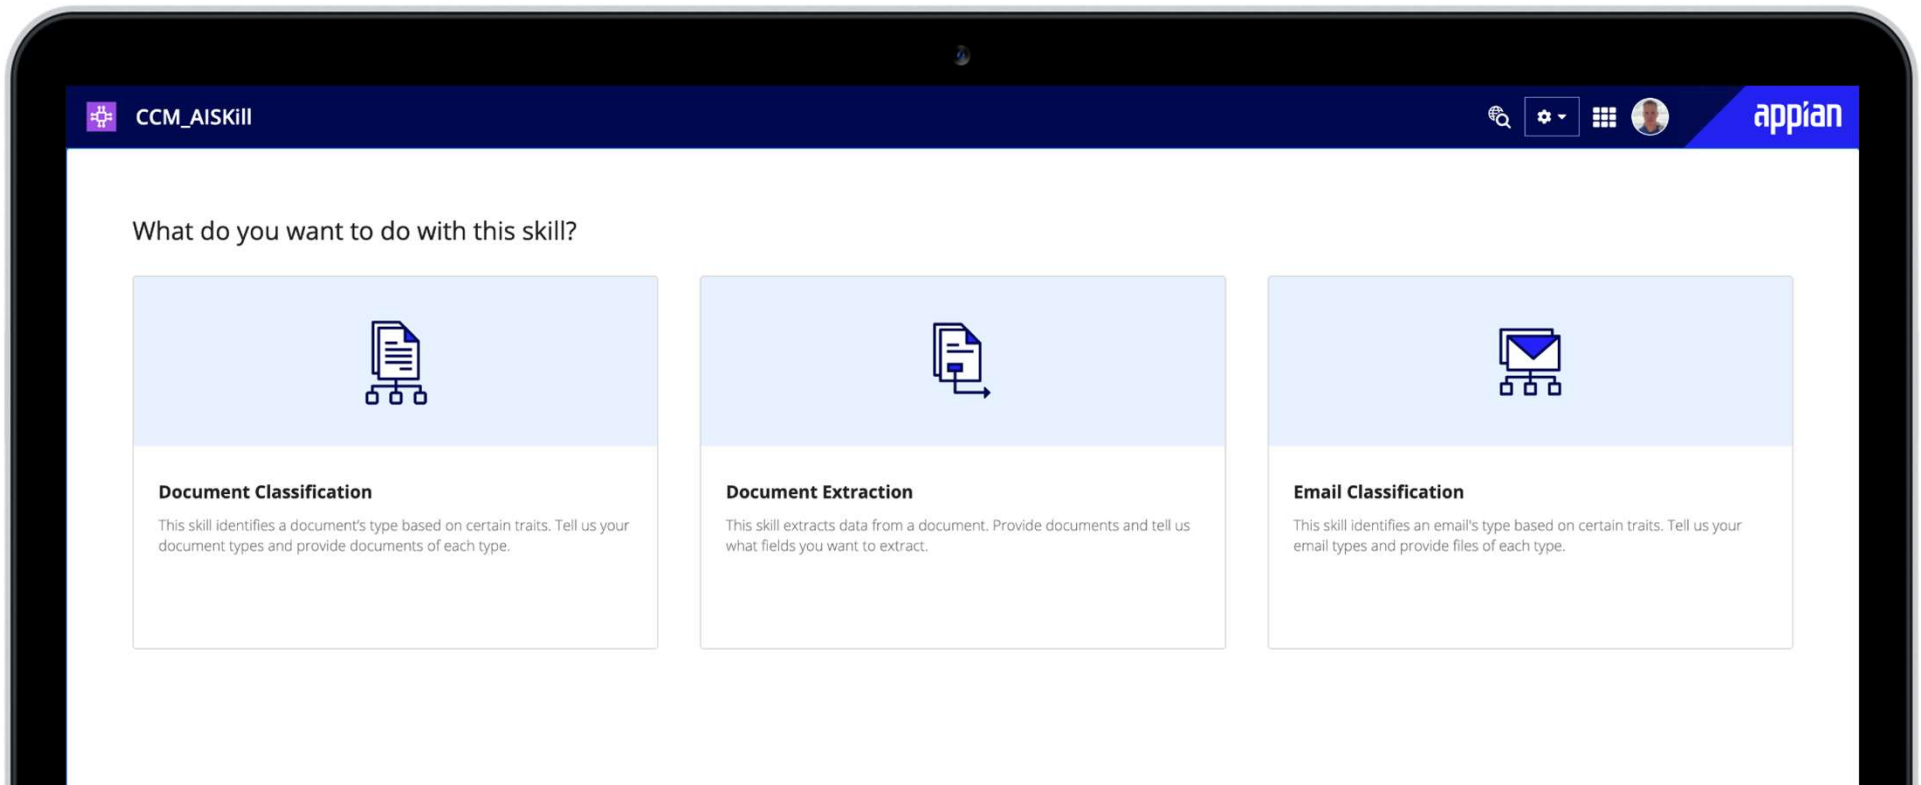 CCM_AISKill
appian
What do you want to do with this skill?
Document Classification
This skill identifies a document's type based on certain traits. Tell us your
document types and provide documents of each type.
Document Extraction
This skill extracts data from a document. Provide documents and tell us
what fields you want to extract.
Email Classification
This skill identifies an email's type based on certain traits. Tell us your
email types and provide files of each type.